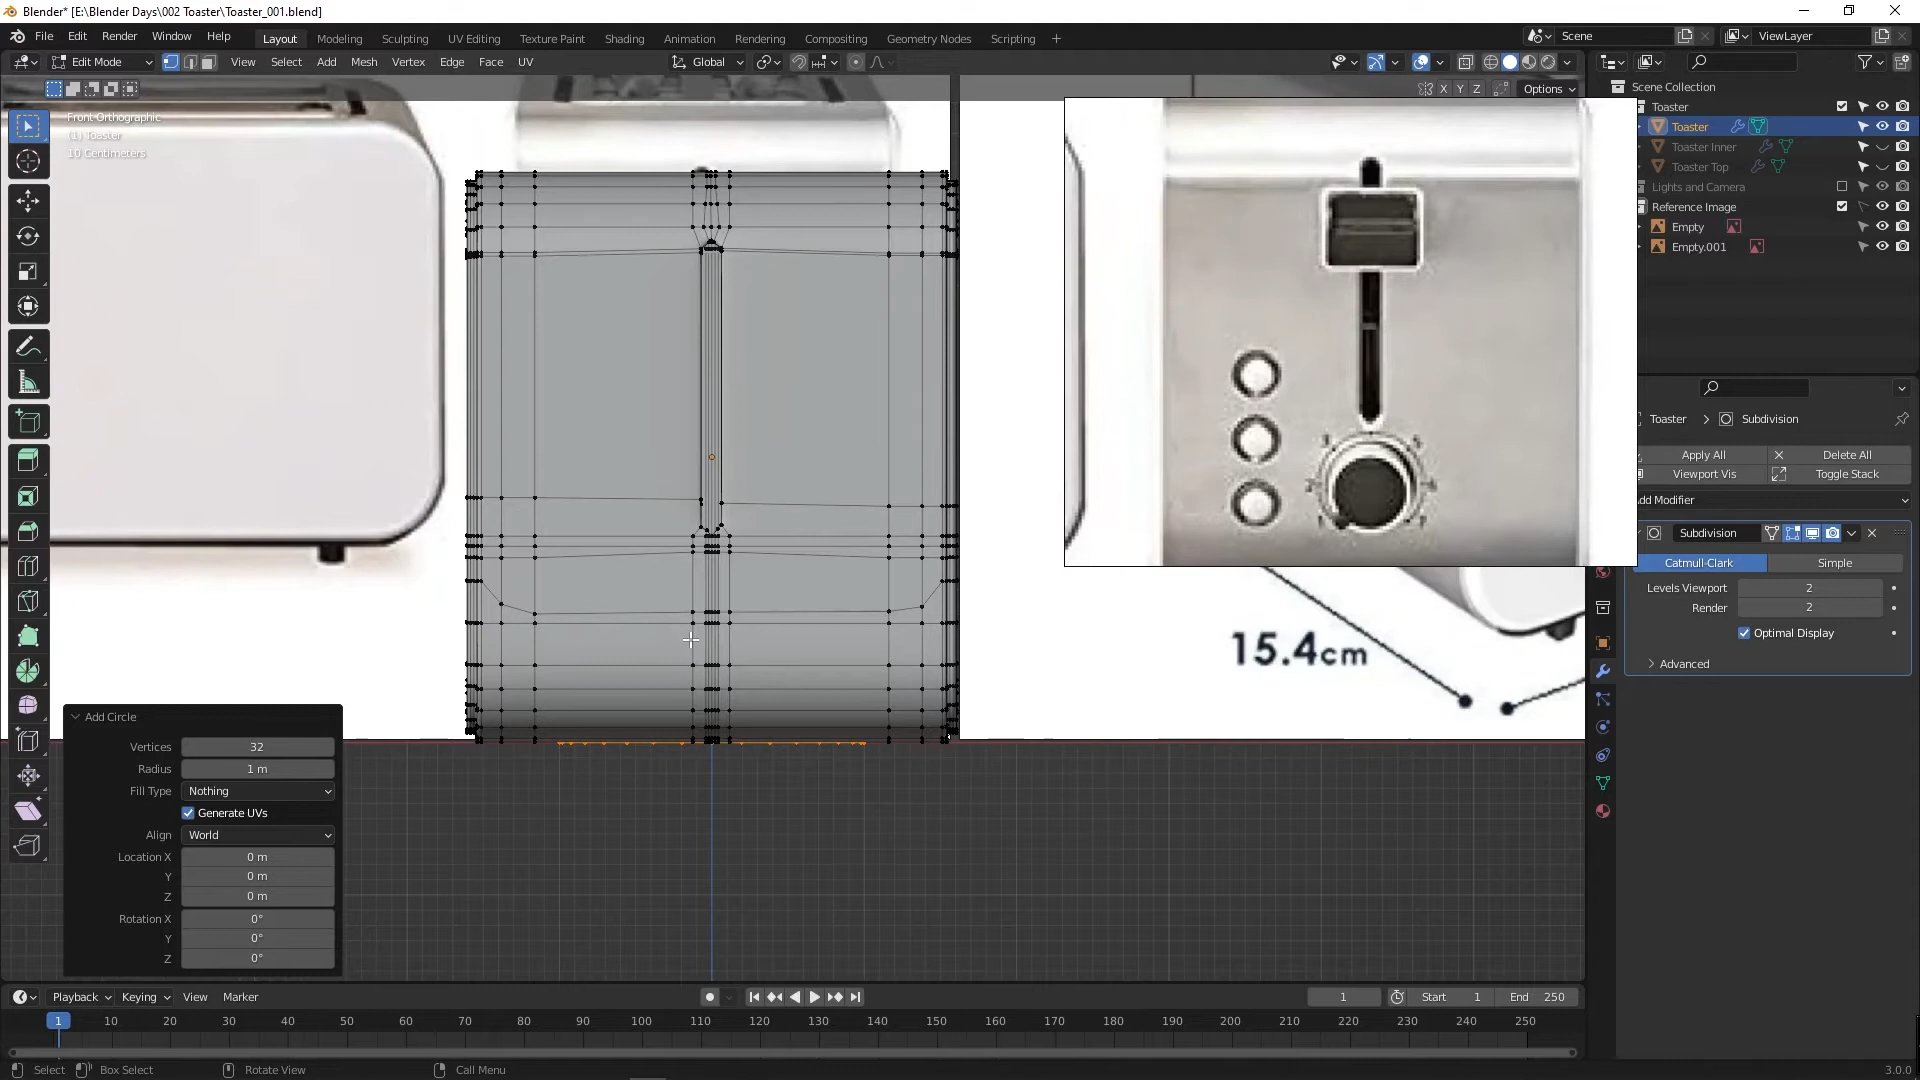 Blender* [E:\Blender Days\002 Toaster\Toaster_001.blend]
File Edit Render Window Help Layout Modeling Sculpting UV Editing Texture Paint Shading Animation Rendering Compositing Geometry Nodes Scripting + Scene ViewLayer
Edit Mode View Select Add Mesh Vertex Edge Face UV Global
X Y Z Options
Scene Collection
Toaster
Toaster
Toaster Inner
Toaster Top
Lights and Camera
Reference Image
Empty
Empty.001
Front Orthographic
(1) Toaster
10 Centimeters
Toaster > Subdivision
Apply All Delete All
Viewport Vis Toggle Stack
Add Modifier
Subdivision
Catmull-Clark Simple
Levels Viewport 2
Render 2
Optimal Display
Advanced
15.4cm
Add Circle
Vertices 32
Radius 1 m
Fill Type Nothing
Generate UVs
Align World
Location X 0 m
Y 0 m
Z 0 m
Rotation X 0°
Y 0°
Z 0°
Playback Keying View Marker 1 Start 1 End 250
1 10 20 30 40 50 60 70 80 90 100 110 120 130 140 150 160 170 180 190 200 210 220 230 240 250
Select Box Select Rotate View Call Menu 3.0.0